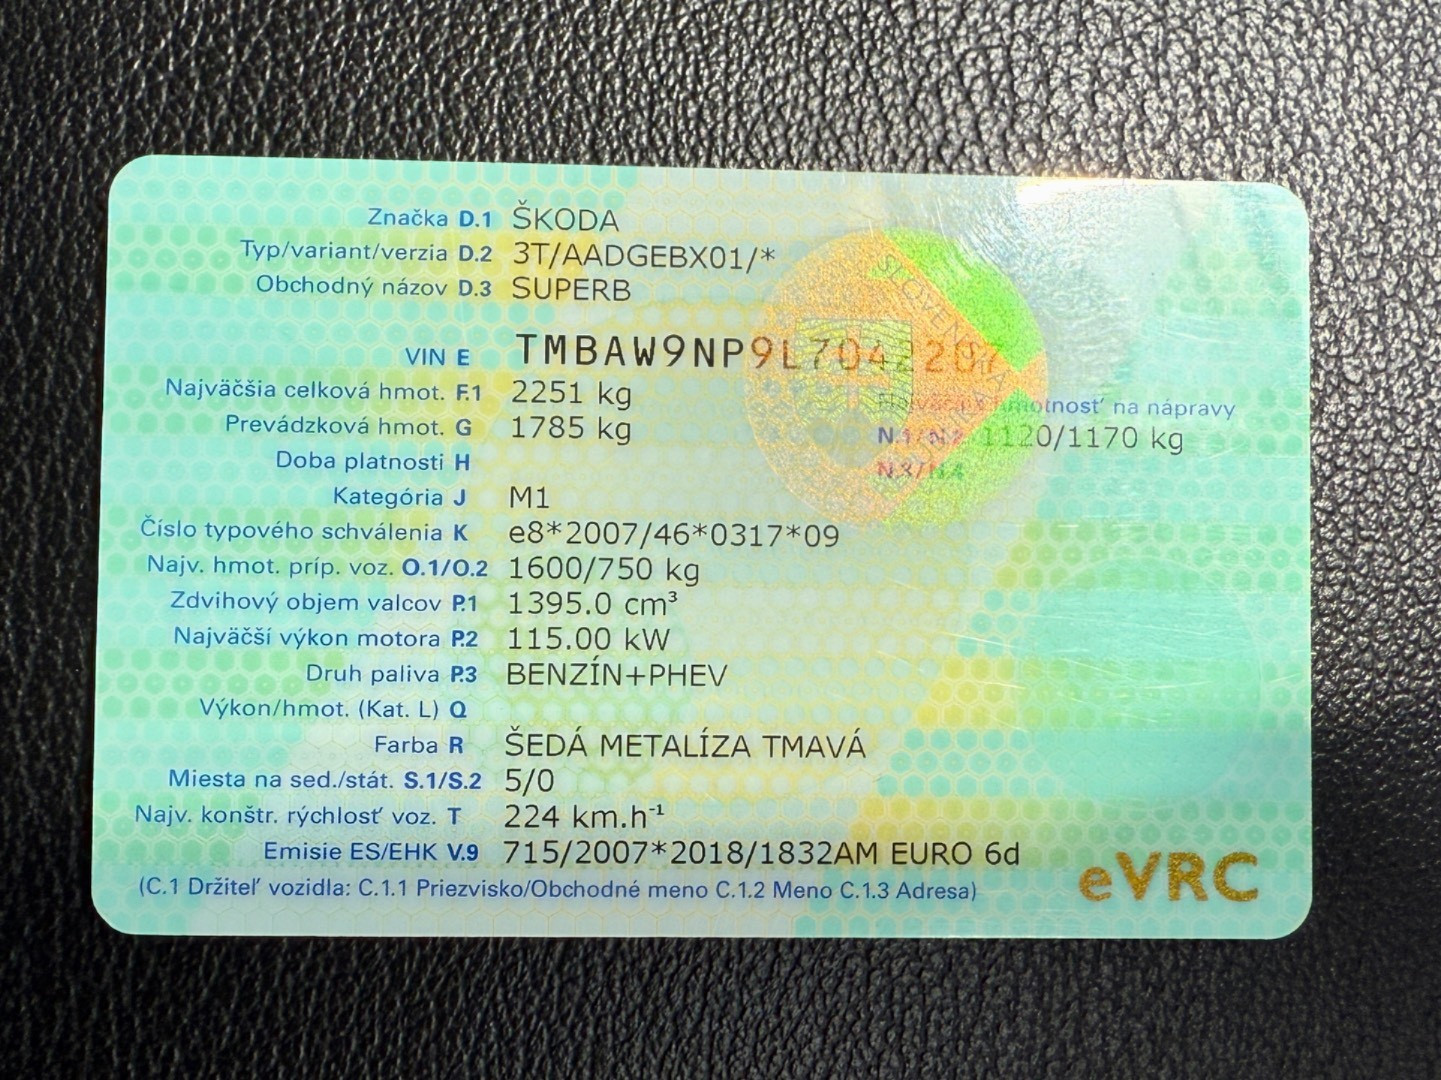 Značka D.1 ŠKODA
Typ/variant/verzia D.2 3T/AADGEBX01/*
Obchodný názov D.3 SUPERB
SLOVENSKÁ
VIN E
Najväčšia celková hmot. F.1 2251 kg
na nápravy
Prevádzková hmot. G 1785 kg
N.1/N.2 1120/1170 kg
Doba platnosti H
N.3/N.4
Kategória J M1
Číslo typového schválenia K e8*2007/46*0317*09
Najv. hmot. príp. voz. O.1/O.2 1600/750 kg
Zdvihový objem valcov P.1 1395.0 cm³
Najväčší výkon motora P.2 115.00 kW
Druh paliva P.3 BENZÍN+PHEV
Výkon/hmot. (Kat. L) Q
Farba R ŠEDÁ METALÍZA TMAVÁ
Miesta na sed./stát. S.1/S.2 5/0
Najv. konštr. rýchlosť voz. T 224 km.h⁻¹
Emisie ES/EHK V.9 715/2007*2018/1832AM EURO 6d
(C.1 Držiteľ vozidla: C.1.1 Priezvisko/Obchodné meno C.1.2 Meno C.1.3 Adresa)
eVRC